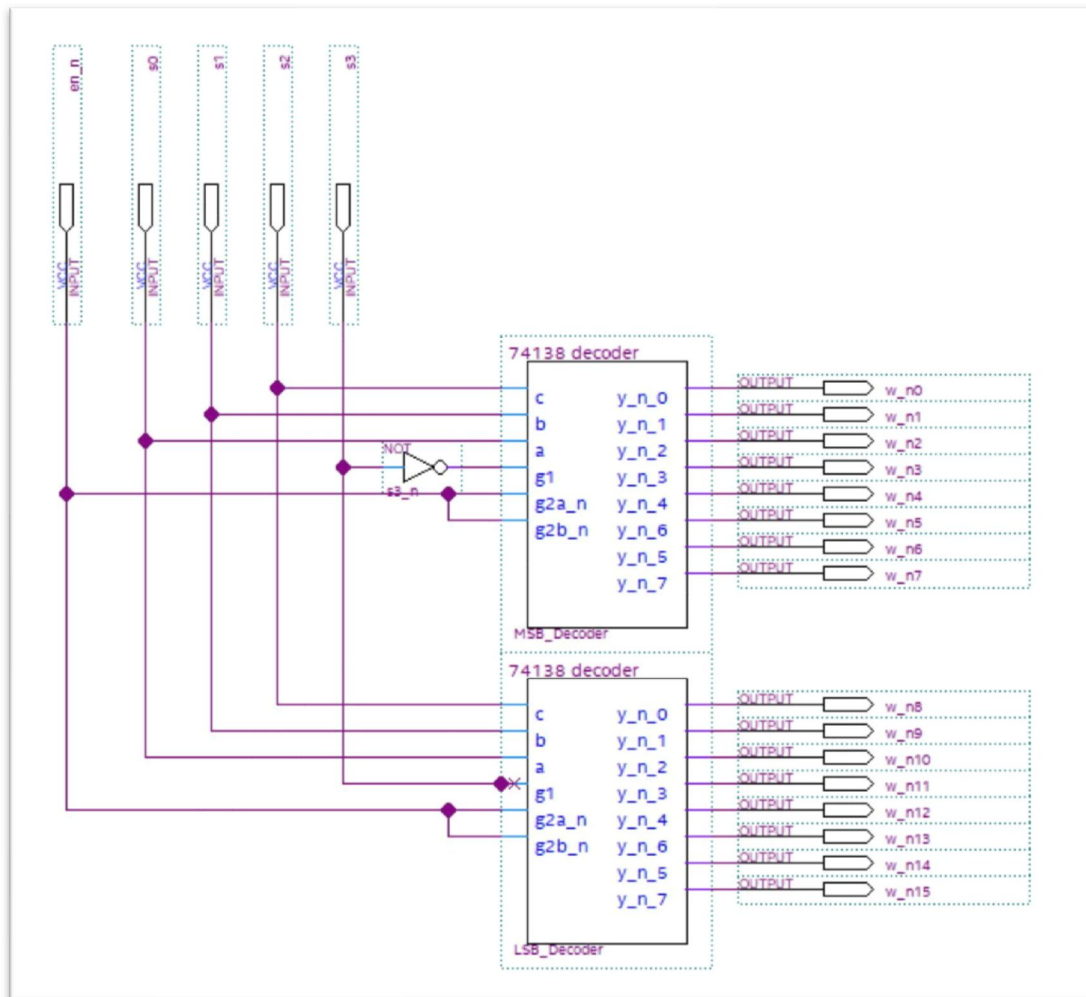 en_n
s0
s1
s2
s3
VCC
INPUT
VCC
INPUT
VCC
INPUT
VCC
INPUT
VCC
INPUT
74138 decoder
c
b
a
g1
g2a_n
g2b_n
y_n_0
y_n_1
y_n_2
y_n_3
y_n_4
y_n_6
y_n_5
y_n_7
MSB_Decoder
NOT
s3_n
OUTPUT w_n0
OUTPUT w_n1
OUTPUT w_n2
OUTPUT w_n3
OUTPUT w_n4
OUTPUT w_n5
OUTPUT w_n6
OUTPUT w_n7
74138 decoder
c
b
a
g1
g2a_n
g2b_n
y_n_0
y_n_1
y_n_2
y_n_3
y_n_4
y_n_6
y_n_5
y_n_7
LSB_Decoder
OUTPUT w_n8
OUTPUT w_n9
OUTPUT w_n10
OUTPUT w_n11
OUTPUT w_n12
OUTPUT w_n13
OUTPUT w_n14
OUTPUT w_n15